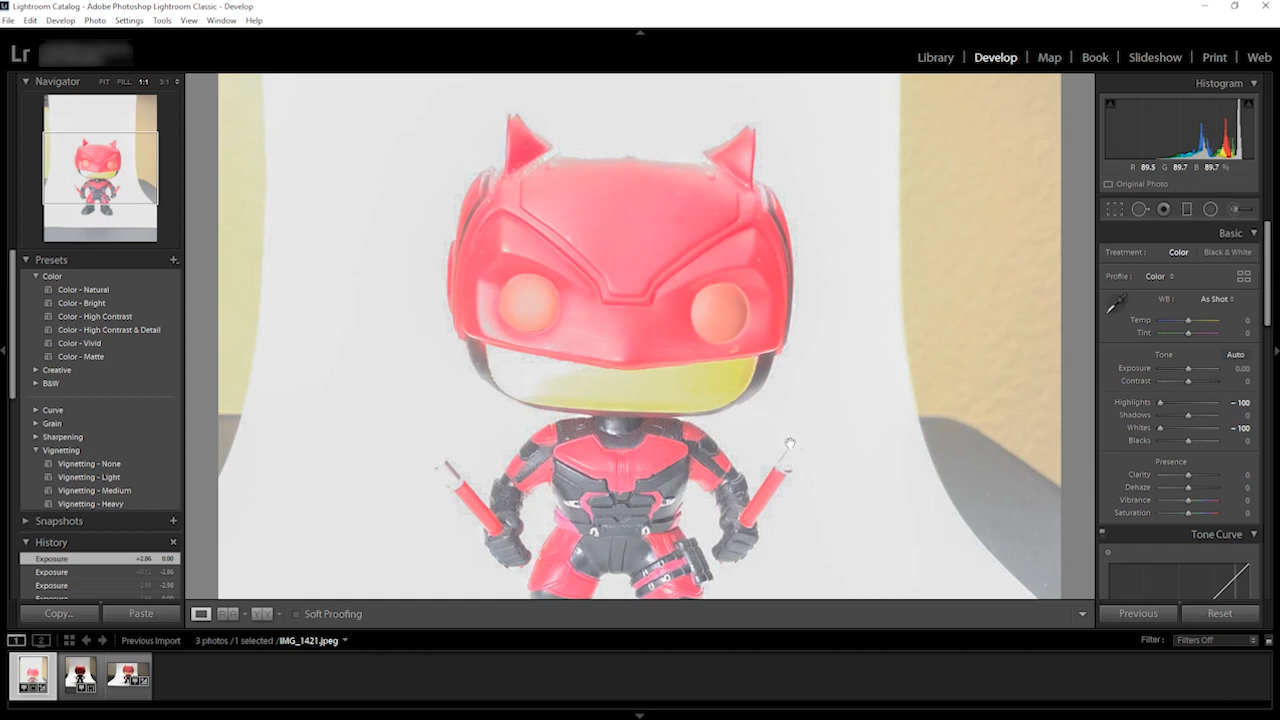 Lightroom Catalog - Adobe Photoshop Lightroom Classic - Develop
File Edit Develop Photo Settings Tools View Window Help
Lr
Library | Develop | Map | Book | Slideshow | Print | Web
Navigator FIT FILL 1:1 3:1
Presets +
Color
Color - Natural
Color - Bright
Color - High Contrast
Color - High Contrast & Detail
Color - Vivid
Color - Matte
Creative
B&W
Curve
Grain
Sharpening
Vignetting
Vignetting - None
Vignetting - Light
Vignetting - Medium
Vignetting - Heavy
Snapshots +
History ×
Exposure +2.86 0.00
Exposure -2.86
Exposure -2.98
Copy... Paste
Soft Proofing
Histogram
R 89.5 G 89.7 B 89.7 %
Original Photo
Basic
Treatment : Color Black & White
Profile : Color
WB : As Shot
Temp 0
Tint 0
Tone Auto
Exposure 0.00
Contrast 0
Highlights - 100
Shadows 0
Whites - 100
Blacks 0
Presence
Clarity 0
Dehaze 0
Vibrance 0
Saturation 0
Tone Curve
Previous Reset
1 2 Previous Import 3 photos /1 selected /IMG_1421.jpeg Filter : Filters Off